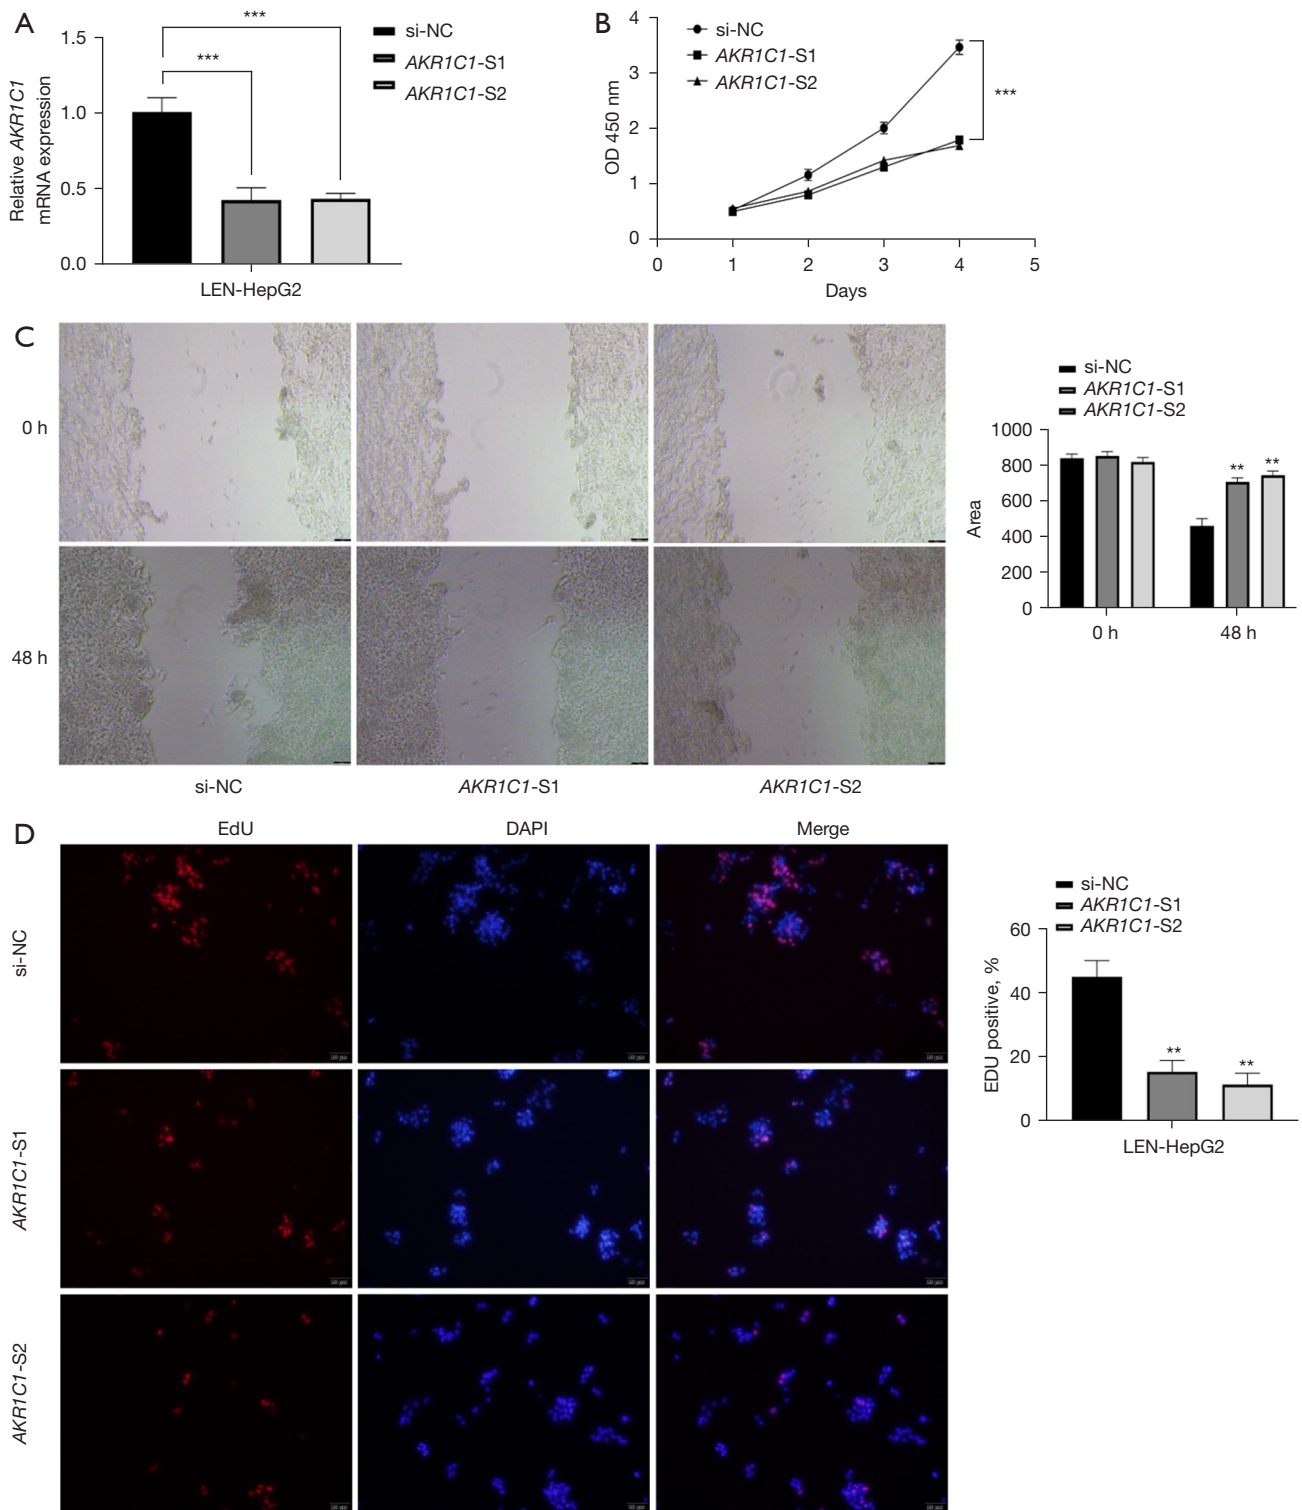 A
Relative AKR1C1
mRNA expression
1.5
1.0
0.5
0.0
***
***
si-NC
AKR1C1-S1
AKR1C1-S2
LEN-HepG2
B
OD 450 nm
4
3
2
1
0
si-NC
AKR1C1-S1
AKR1C1-S2
***
0 1 2 3 4 5
Days
C
0 h
48 h
si-NC AKR1C1-S1 AKR1C1-S2
si-NC
AKR1C1-S1
AKR1C1-S2
Area
1000
800
600
400
200
0
** **
0 h 48 h
D
EdU DAPI Merge
si-NC
AKR1C1-S1
AKR1C1-S2
si-NC
AKR1C1-S1
AKR1C1-S2
EDU positive, %
60
40
20
0
** **
LEN-HepG2